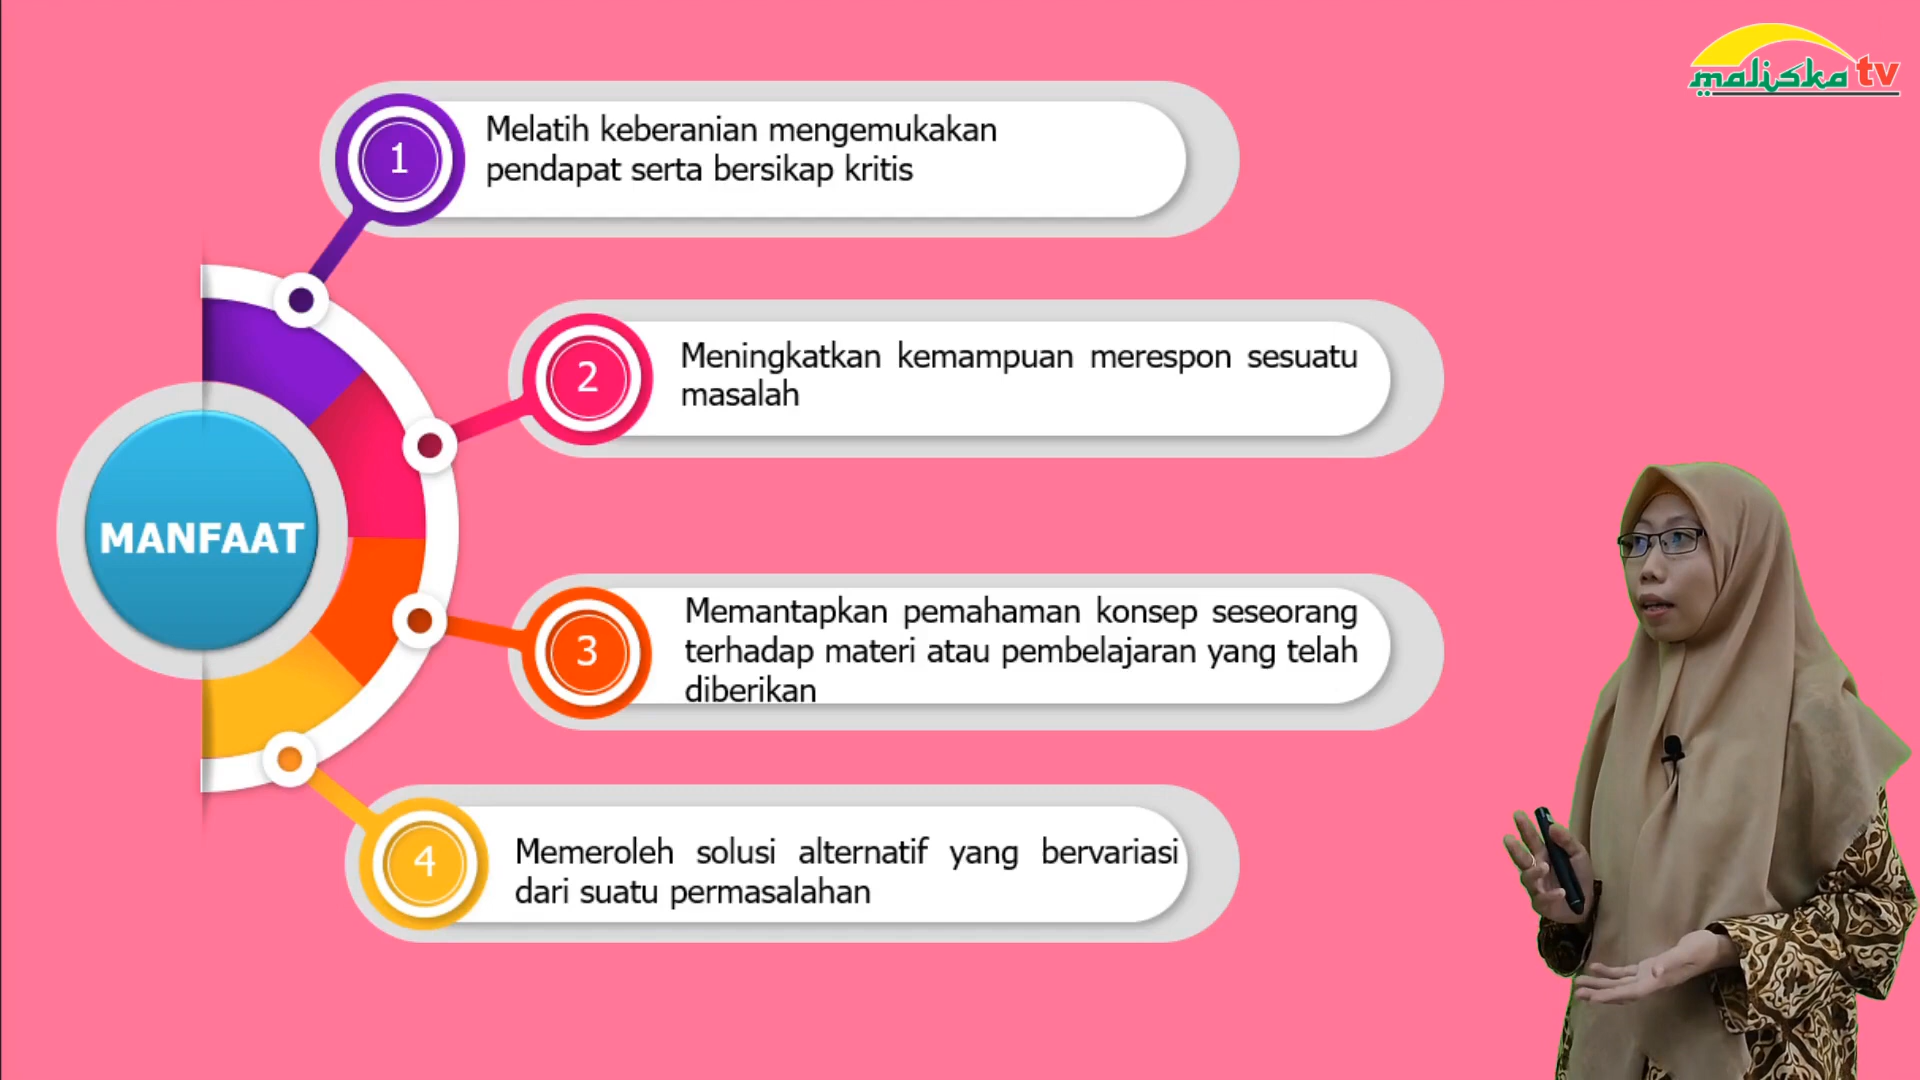 maliska tv
1
Melatih keberanian mengemukakan
pendapat serta bersikap kritis
2
Meningkatkan kemampuan merespon sesuatu
masalah
MANFAAT
3
Memantapkan pemahaman konsep seseorang
terhadap materi atau pembelajaran yang telah
diberikan
4
Memeroleh solusi alternatif yang bervariasi
dari suatu permasalahan